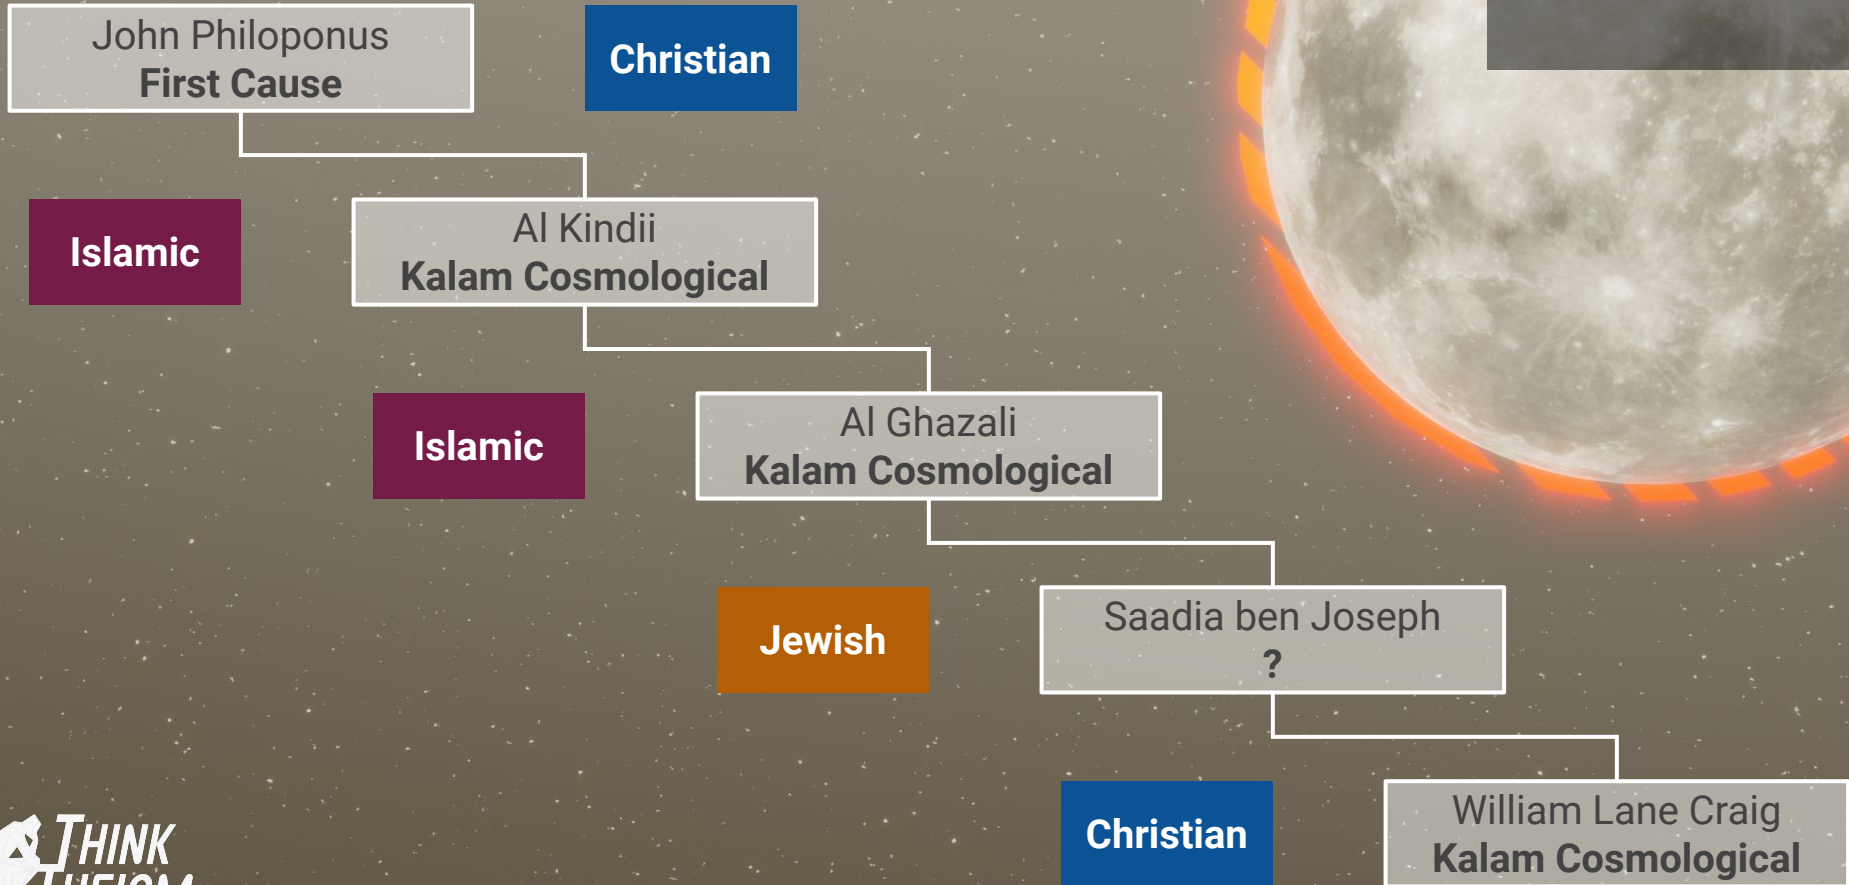 John Philoponus
First Cause
Christian
Islamic
Al Kindii
Kalam Cosmological
Islamic
Al Ghazali
Kalam Cosmological
Jewish
Saadia ben Joseph
?
Christian
William Lane Craig
Kalam Cosmological
THINK
THEISM